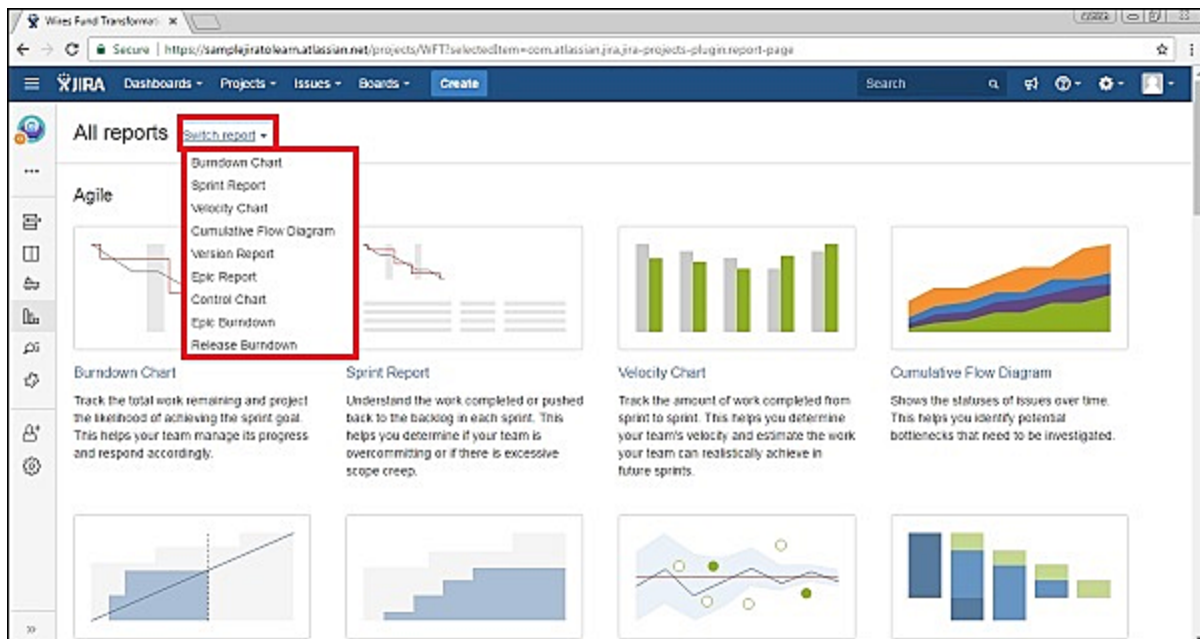 Wires Fund Transformati
Secure | https://samplejiratolearn.atlassian.net/projects/WFT?selectedItem=com.atlassian.jira.jira-projects-plugin:report-page
JIRA Dashboards Projects Issues Boards Create Search
All reports Switch report
Burndown Chart
Sprint Report
Velocity Chart
Cumulative Flow Diagram
Version Report
Epic Report
Control Chart
Epic Burndown
Release Burndown
Agile
Burndown Chart
Track the total work remaining and project
the likelihood of achieving the sprint goal.
This helps your team manage its progress
and respond accordingly.
Sprint Report
Understand the work completed or pushed
back to the backlog in each sprint. This
helps you determine if your team is
overcommitting or if there is excessive
scope creep.
Velocity Chart
Track the amount of work completed from
sprint to sprint. This helps you determine
your team's velocity and estimate the work
your team can realistically achieve in
future sprints.
Cumulative Flow Diagram
Shows the statuses of issues over time.
This helps you identify potential
bottlenecks that need to be investigated.